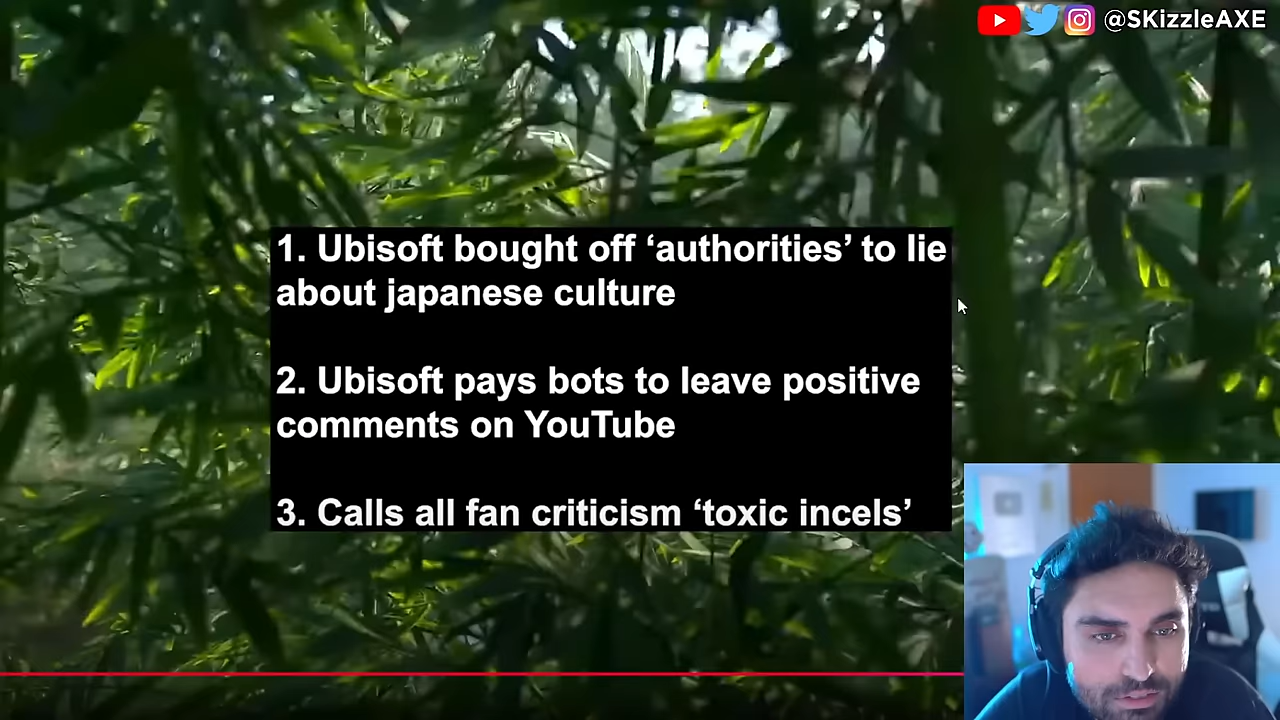 @SKizzleAXE
1. Ubisoft bought off ‘authorities’ to lie
about japanese culture
2. Ubisoft pays bots to leave positive
comments on YouTube
3. Calls all fan criticism ‘toxic incels’